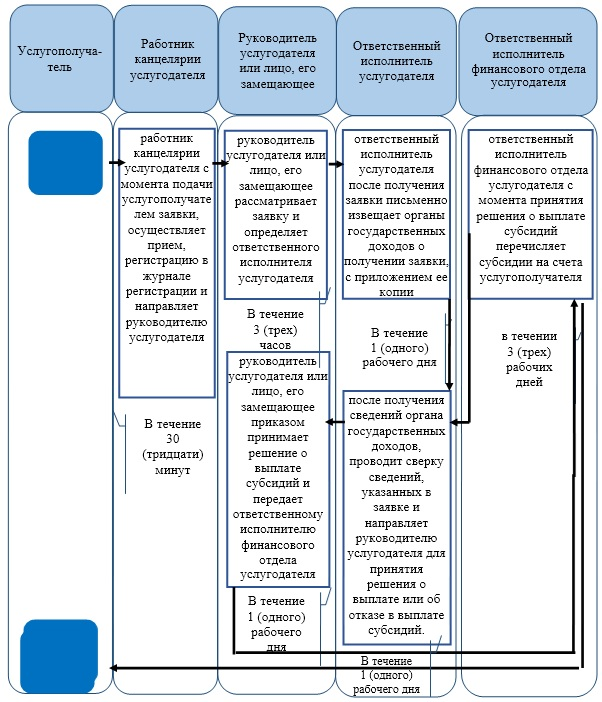 Услугополуча-
тель
Работник
канцелярии
услугодателя
Руководитель
услугодателя
или лицо, его
замещающее
Ответственный
исполнитель
услугодателя
Ответственный
исполнитель
финансового отдела
услугодателя
работник
канцелярии
услугодателя с
момента подачи
услугополучате
лем заявки,
осуществляет
прием,
регистрацию в
журнале
регистрации и
направляет
руководителю
услугодателя
В течение
30
(тридцати)
минут
руководитель
услугодателя или
лицо, его
замещающее
рассматривает
заявку и
определяет
ответственного
исполнителя
услугодателя
В течение
3 (трех)
часов
руководитель
услугодателя или
лицо, его
замещающее
приказом
принимает
решение о
выплате
субсидий и
передает
ответственному
исполнителю
финансового
отдела
услугодателя
В течение
1 (одного)
рабочего
дня
ответственный
исполнитель
услугодателя
после получения
заявки письменно
извещает органы
государственных
доходов о
получении заявки,
с приложением ее
копии
В течение
1 (одного)
рабочего дня
после получения
сведений органа
государственных
доходов,
проводит сверку
сведений,
указанных в
заявке и
направляет
руководителю
услугодателя для
принятия
решения о
выплате или об
отказе в выплате
субсидий.
В течение
1 (одного)
рабочего дня
ответственный
исполнитель
финансового отдела
услугодателя с
момента принятия
решения о выплате
субсидий
перечисляет
субсидии на счета
услугополучателя
в течении
3 (трех)
рабочих
дней